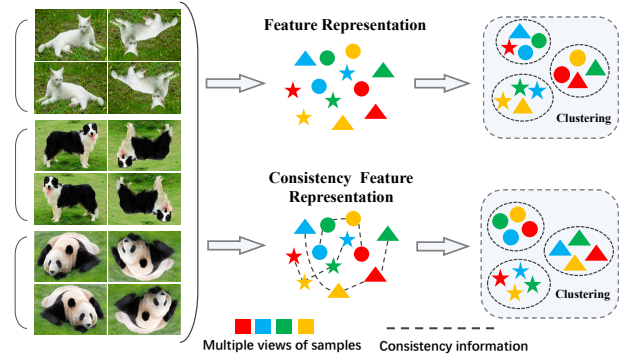 Feature Representation
Clustering
Consistency Feature
Representation
Clustering
Multiple views of samples
Consistency information